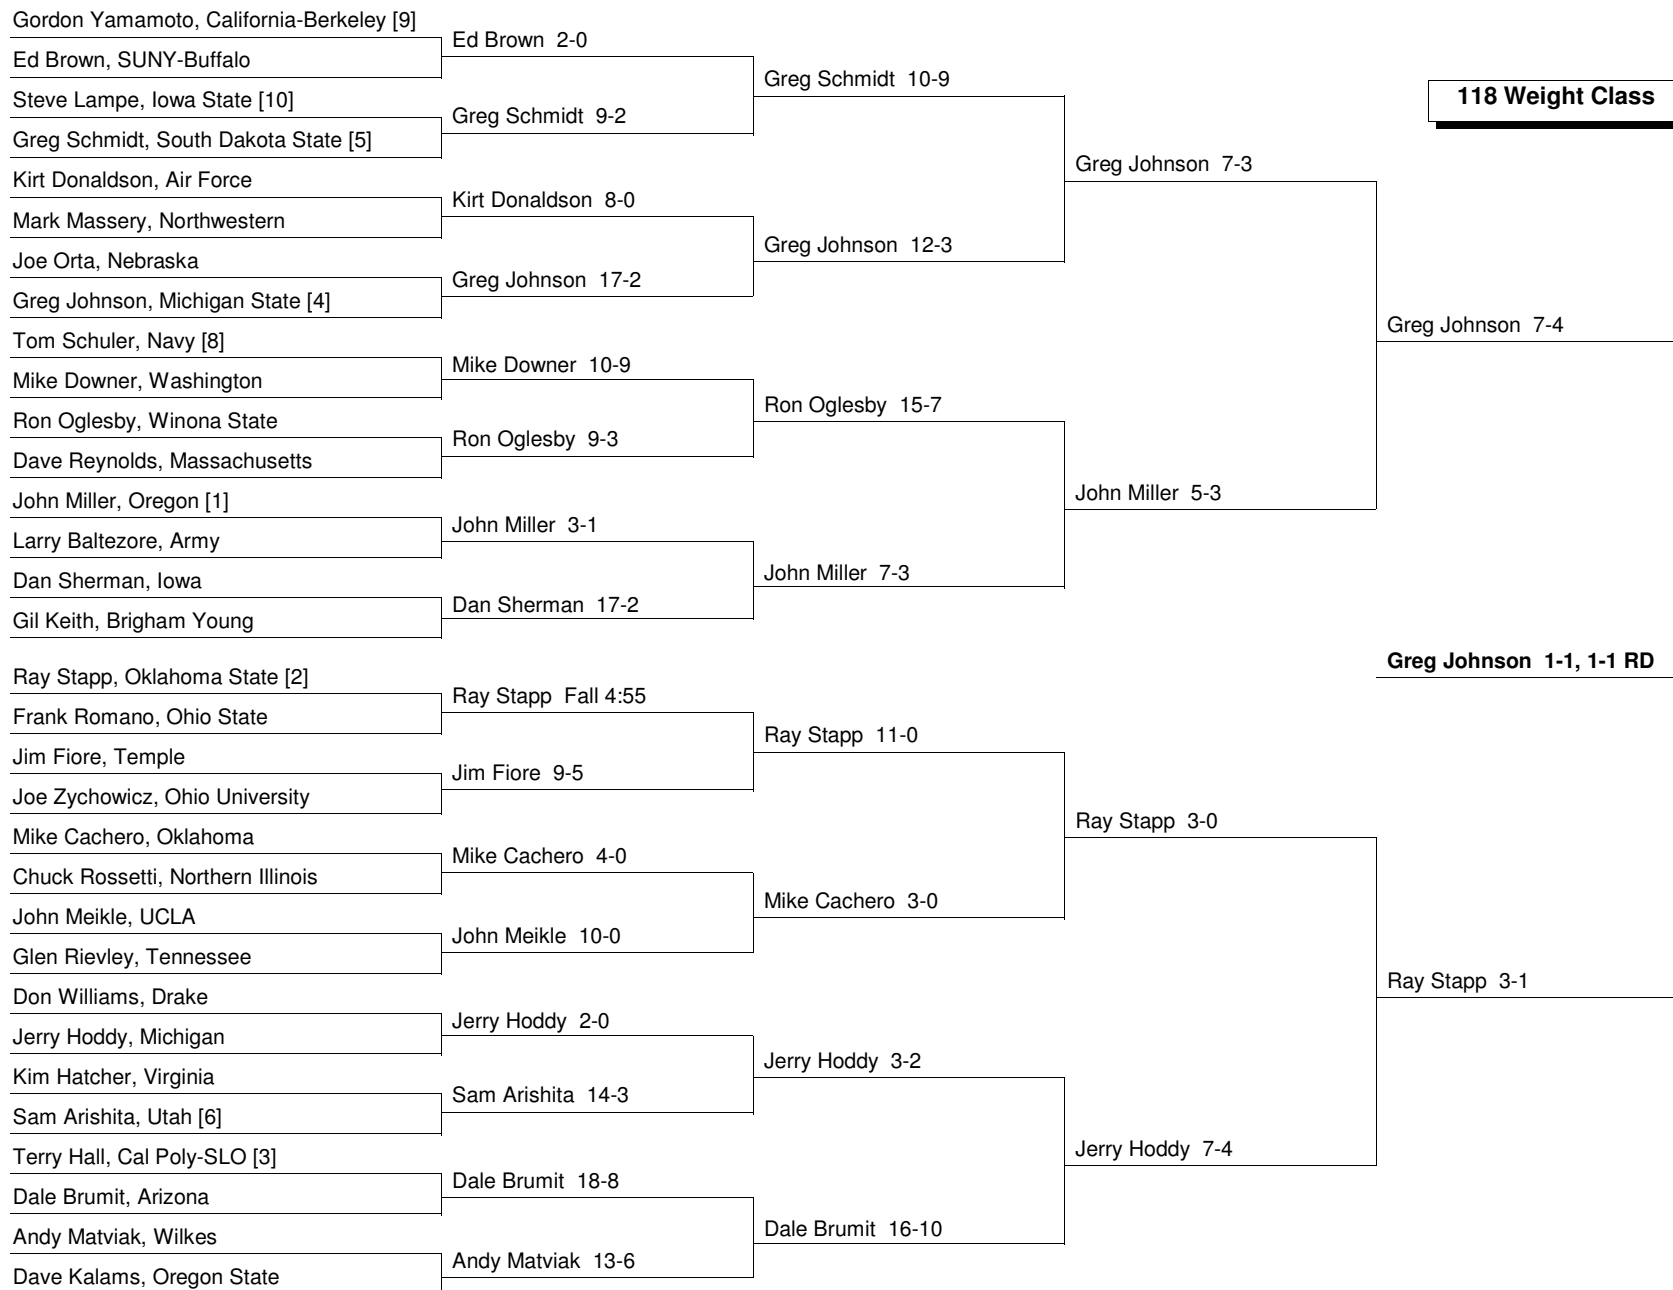 118 Weight Class
Gordon Yamamoto, California-Berkeley [9]
Ed Brown, SUNY-Buffalo
Steve Lampe, Iowa State [10]
Greg Schmidt, South Dakota State [5]
Kirt Donaldson, Air Force
Mark Massery, Northwestern
Joe Orta, Nebraska
Greg Johnson, Michigan State [4]
Tom Schuler, Navy [8]
Mike Downer, Washington
Ron Oglesby, Winona State
Dave Reynolds, Massachusetts
John Miller, Oregon [1]
Larry Baltezore, Army
Dan Sherman, Iowa
Gil Keith, Brigham Young
Ray Stapp, Oklahoma State [2]
Frank Romano, Ohio State
Jim Fiore, Temple
Joe Zychowicz, Ohio University
Mike Cachero, Oklahoma
Chuck Rossetti, Northern Illinois
John Meikle, UCLA
Glen Rievley, Tennessee
Don Williams, Drake
Jerry Hoddy, Michigan
Kim Hatcher, Virginia
Sam Arishita, Utah [6]
Terry Hall, Cal Poly-SLO [3]
Dale Brumit, Arizona
Andy Matviak, Wilkes
Dave Kalams, Oregon State
Ed Brown 2-0
Greg Schmidt 9-2
Kirt Donaldson 8-0
Greg Johnson 17-2
Mike Downer 10-9
Ron Oglesby 9-3
John Miller 3-1
Dan Sherman 17-2
Ray Stapp Fall 4:55
Jim Fiore 9-5
Mike Cachero 4-0
John Meikle 10-0
Jerry Hoddy 2-0
Sam Arishita 14-3
Dale Brumit 18-8
Andy Matviak 13-6
Greg Schmidt 10-9
Greg Johnson 12-3
Ron Oglesby 15-7
John Miller 7-3
Ray Stapp 11-0
Mike Cachero 3-0
Jerry Hoddy 3-2
Dale Brumit 16-10
Greg Johnson 7-3
John Miller 5-3
Ray Stapp 3-0
Jerry Hoddy 7-4
Greg Johnson 7-4
Greg Johnson 1-1, 1-1 RD
Ray Stapp 3-1